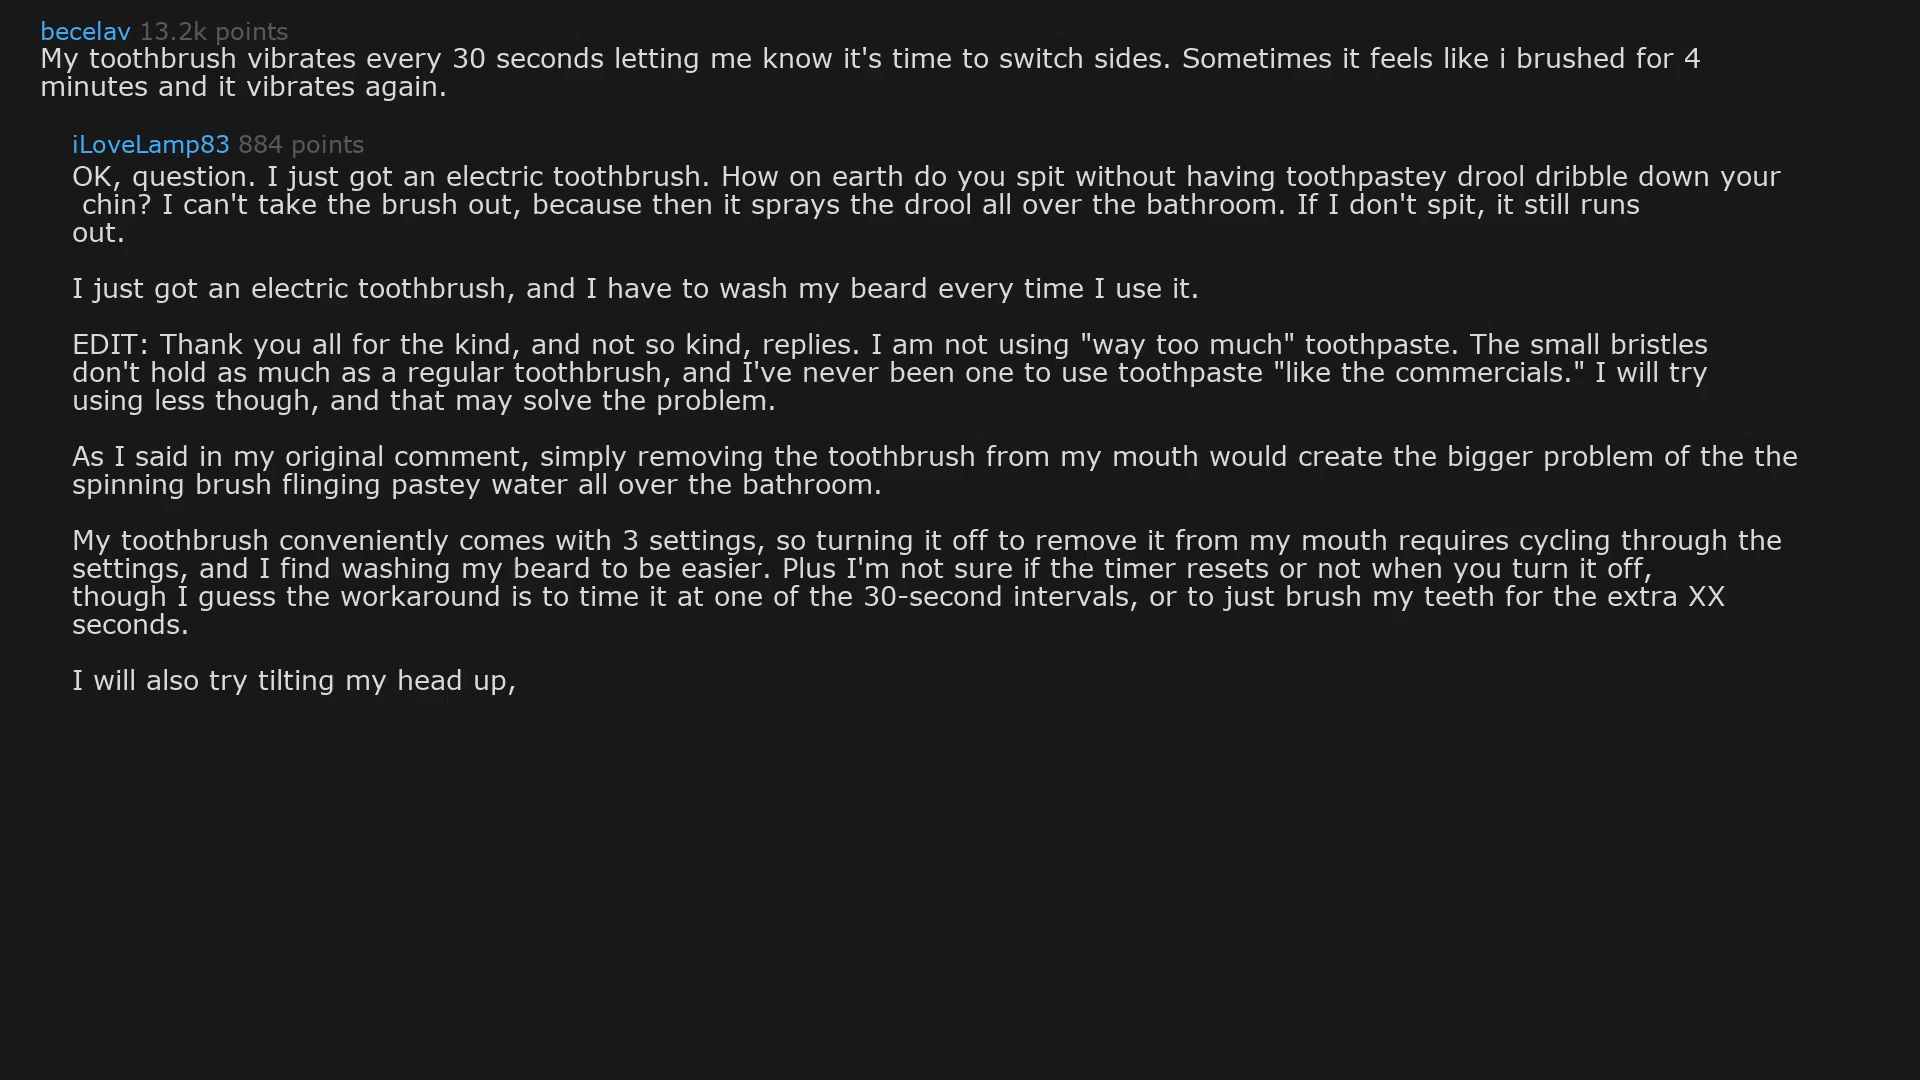 becelav 13.2k points
My toothbrush vibrates every 30 seconds letting me know it's time to switch sides. Sometimes it feels like i brushed for 4
minutes and it vibrates again.
iLoveLamp83 884 points
OK, question. I just got an electric toothbrush. How on earth do you spit without having toothpastey drool dribble down your
chin? I can't take the brush out, because then it sprays the drool all over the bathroom. If I don't spit, it still runs
out.
I just got an electric toothbrush, and I have to wash my beard every time I use it.
EDIT: Thank you all for the kind, and not so kind, replies. I am not using "way too much" toothpaste. The small bristles
don't hold as much as a regular toothbrush, and I've never been one to use toothpaste "like the commercials." I will try
using less though, and that may solve the problem.
As I said in my original comment, simply removing the toothbrush from my mouth would create the bigger problem of the the
spinning brush flinging pastey water all over the bathroom.
My toothbrush conveniently comes with 3 settings, so turning it off to remove it from my mouth requires cycling through the
settings, and I find washing my beard to be easier. Plus I'm not sure if the timer resets or not when you turn it off,
though I guess the workaround is to time it at one of the 30-second intervals, or to just brush my teeth for the extra XX
seconds.
I will also try tilting my head up,